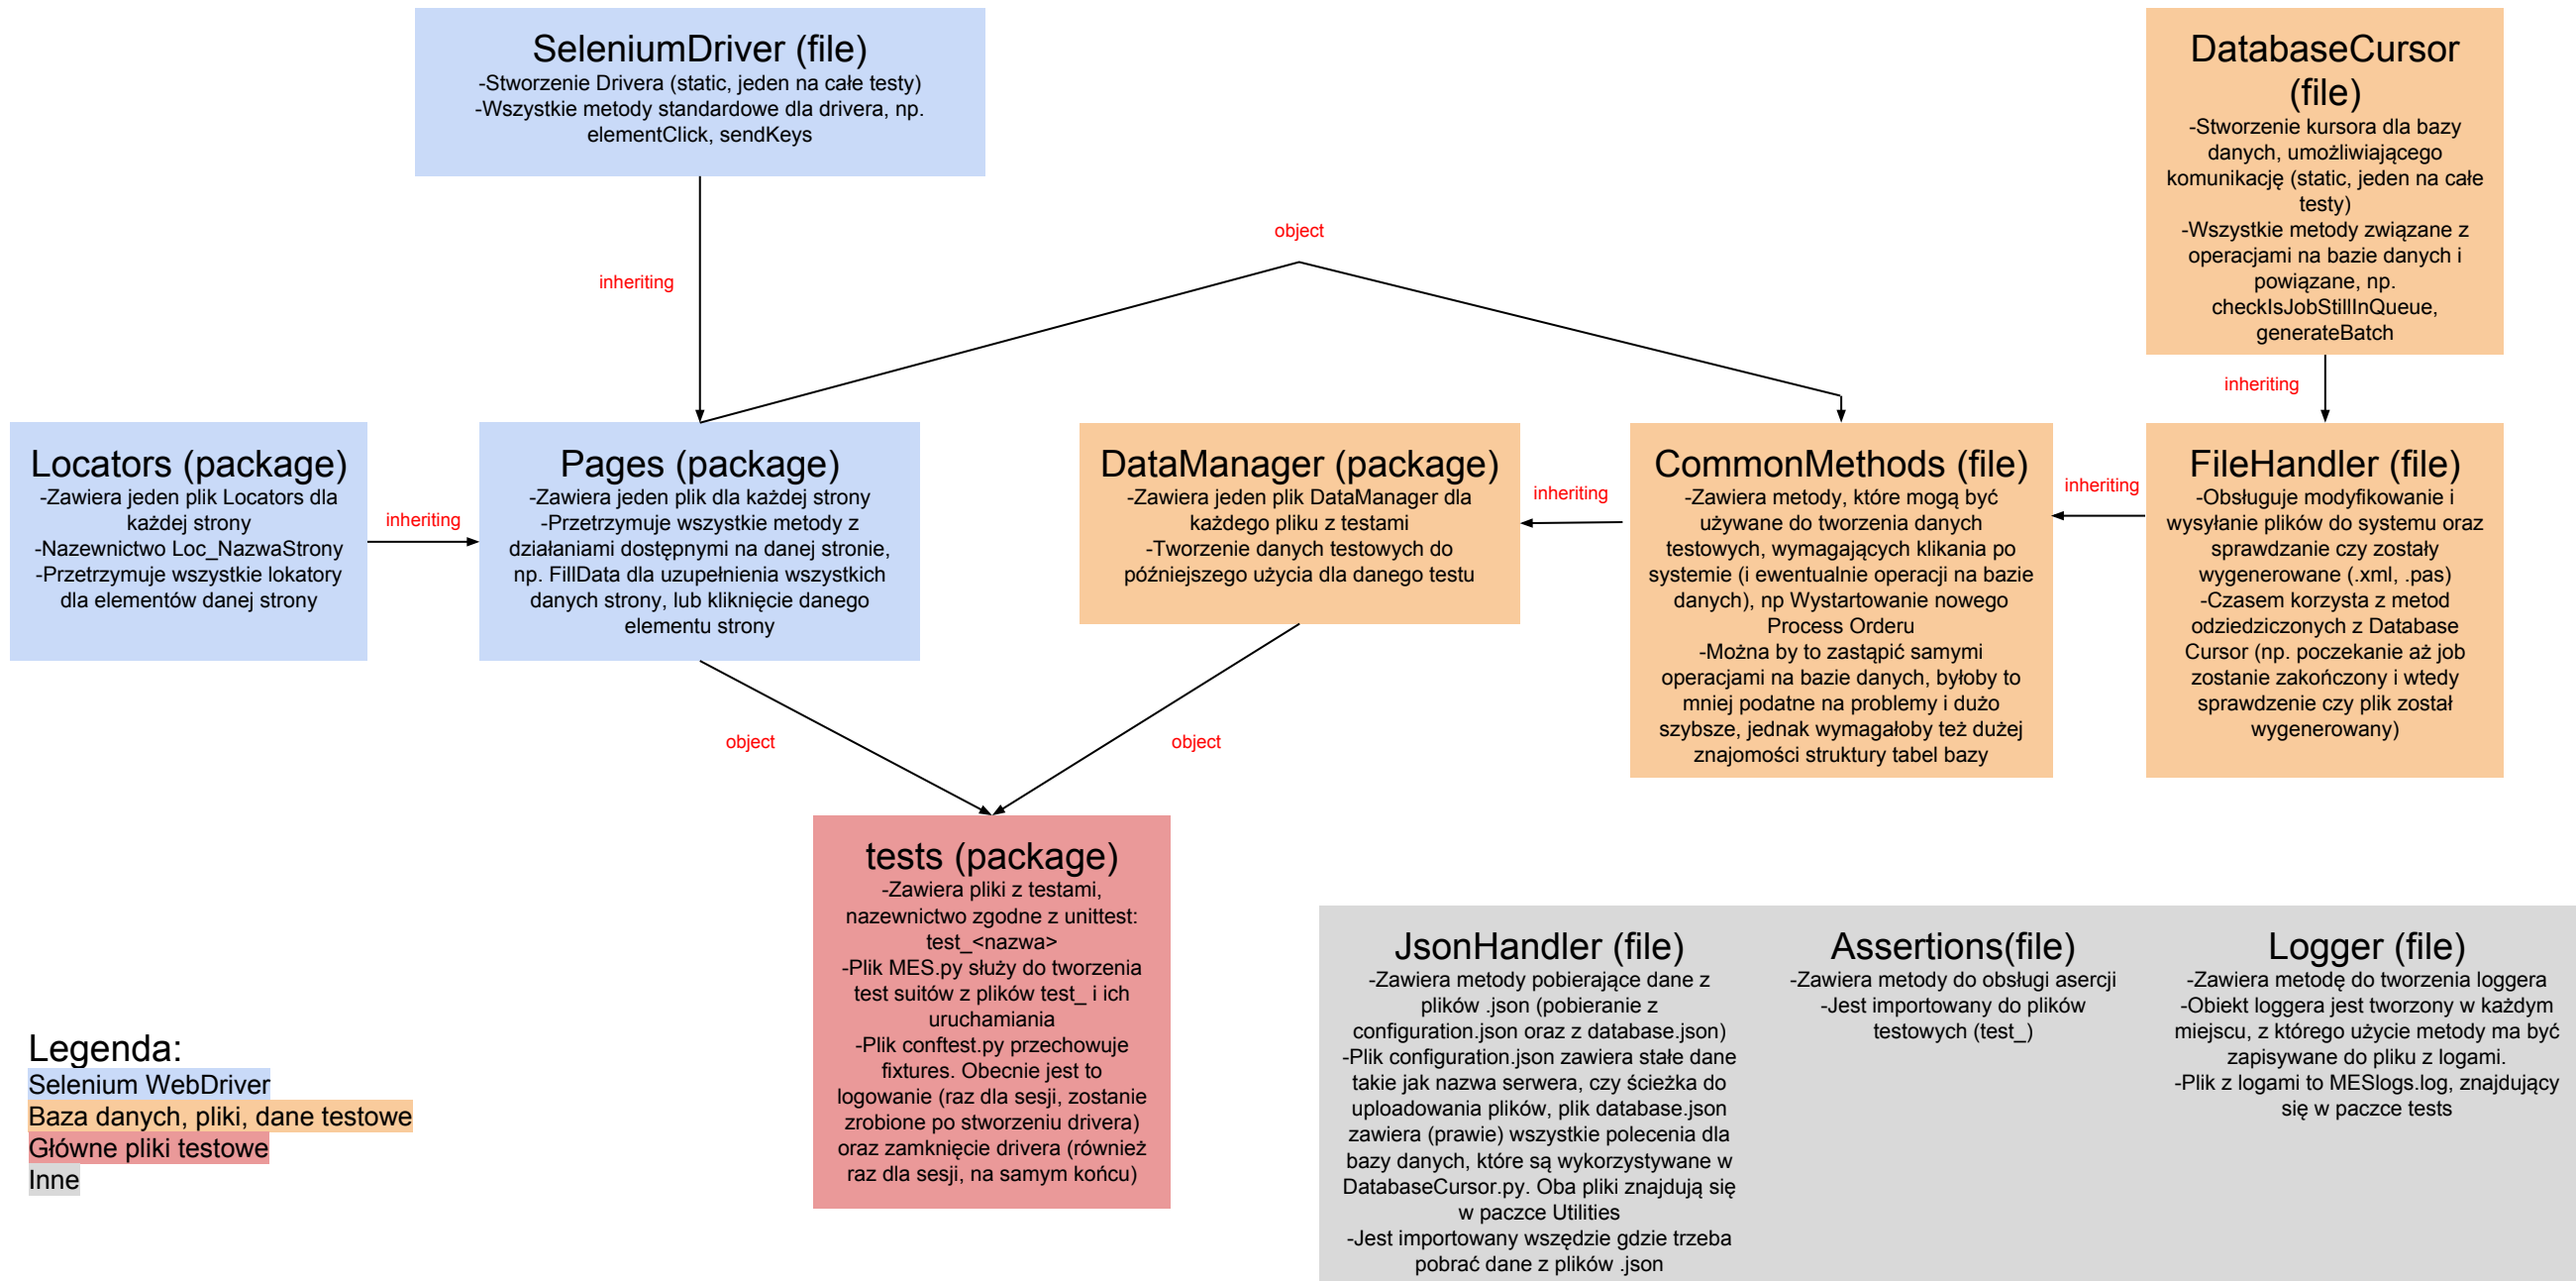 SeleniumDriver (file)
-Stworzenie Drivera (static, jeden na całe testy)
-Wszystkie metody standardowe dla drivera, np.
elementClick, sendKeys
DatabaseCursor
(file)
-Stworzenie kursora dla bazy
danych, umożliwiającego
komunikację (static, jeden na całe
testy)
-Wszystkie metody związane z
operacjami na bazie danych i
powiązane, np.
checkIsJobStillInQueue,
generateBatch
object
inheriting
inheriting
Locators (package)
-Zawiera jeden plik Locators dla
każdej strony
-Nazewnictwo Loc_NazwaStrony
-Przetrzymuje wszystkie lokatory
dla elementów danej strony
inheriting
Pages (package)
-Zawiera jeden plik dla każdej strony
-Przetrzymuje wszystkie metody z
działaniami dostępnymi na danej stronie,
np. FillData dla uzupełnienia wszystkich
danych strony, lub kliknięcie danego
elementu strony
DataManager (package)
-Zawiera jeden plik DataManager dla
każdego pliku z testami
-Tworzenie danych testowych do
późniejszego użycia dla danego testu
inheriting
CommonMethods (file)
-Zawiera metody, które mogą być
używane do tworzenia danych
testowych, wymagających klikania po
systemie (i ewentualnie operacji na bazie
danych), np Wystartowanie nowego
Process Orderu
-Można by to zastąpić samymi
operacjami na bazie danych, byłoby to
mniej podatne na problemy i dużo
szybsze, jednak wymagałoby też dużej
znajomości struktury tabel bazy
inheriting
FileHandler (file)
-Obsługuje modyfikowanie i
wysyłanie plików do systemu oraz
sprawdzanie czy zostały
wygenerowane (.xml, .pas)
-Czasem korzysta z metod
odziedziczonych z Database
Cursor (np. poczekanie aż job
zostanie zakończony i wtedy
sprawdzenie czy plik został
wygenerowany)
object
object
tests (package)
-Zawiera pliki z testami,
nazewnictwo zgodne z unittest:
test_<nazwa>
-Plik MES.py służy do tworzenia
test suitów z plików test_ i ich
uruchamiania
-Plik conftest.py przechowuje
fixtures. Obecnie jest to
logowanie (raz dla sesji, zostanie
zrobione po stworzeniu drivera)
oraz zamknięcie drivera (również
raz dla sesji, na samym końcu)
JsonHandler (file)
-Zawiera metody pobierające dane z
plików .json (pobieranie z
configuration.json oraz z database.json)
-Plik configuration.json zawiera stałe dane
takie jak nazwa serwera, czy ścieżka do
uploadowania plików, plik database.json
zawiera (prawie) wszystkie polecenia dla
bazy danych, które są wykorzystywane w
DatabaseCursor.py. Oba pliki znajdują się
w paczce Utilities
-Jest importowany wszędzie gdzie trzeba
pobrać dane z plików .json
Assertions(file)
-Zawiera metody do obsługi asercji
-Jest importowany do plików
testowych (test_)
Logger (file)
-Zawiera metodę do tworzenia loggera
-Obiekt loggera jest tworzony w każdym
miejscu, z którego użycie metody ma być
zapisywane do pliku z logami.
-Plik z logami to MESlogs.log, znajdujący
się w paczce tests
Legenda:
Selenium WebDriver
Baza danych, pliki, dane testowe
Główne pliki testowe
Inne